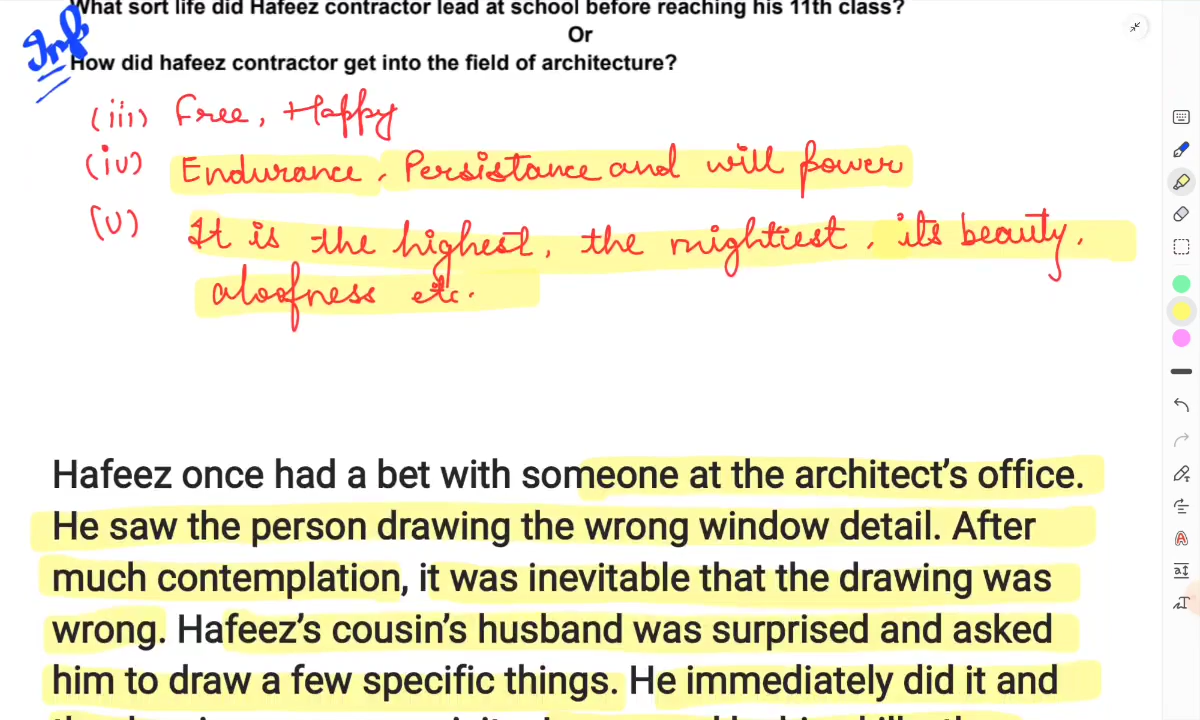 What sort life did Hafeez contractor lead at school before reaching his 11th class?
Or
Imp
How did hafeez contractor get into the field of architecture?
(iii) Free, Happy
(iv) Endurance, Persistance and will power
(v) It is the highest, the mightiest, its beauty,
aloofness etc.
Hafeez once had a bet with someone at the architect's office.
He saw the person drawing the wrong window detail. After
much contemplation, it was inevitable that the drawing was
wrong. Hafeez's cousin's husband was surprised and asked
him to draw a few specific things. He immediately did it and